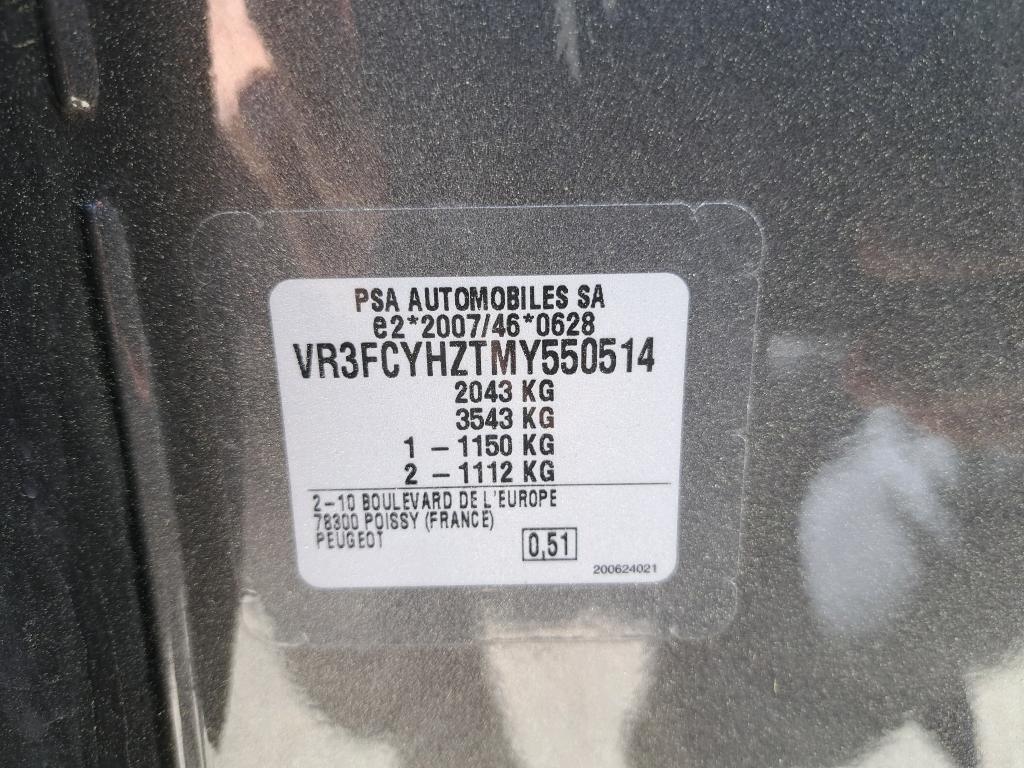 PSA AUTOMOBILES SA
e2*2007/46*0628
VR3FCYHZTMY550514
2043 KG
3543 KG
1 - 1150 KG
2 - 1112 KG
2-10 BOULEVARD DE L'EUROPE
78300 POISSY (FRANCE)
PEUGEOT
0,51
200624021